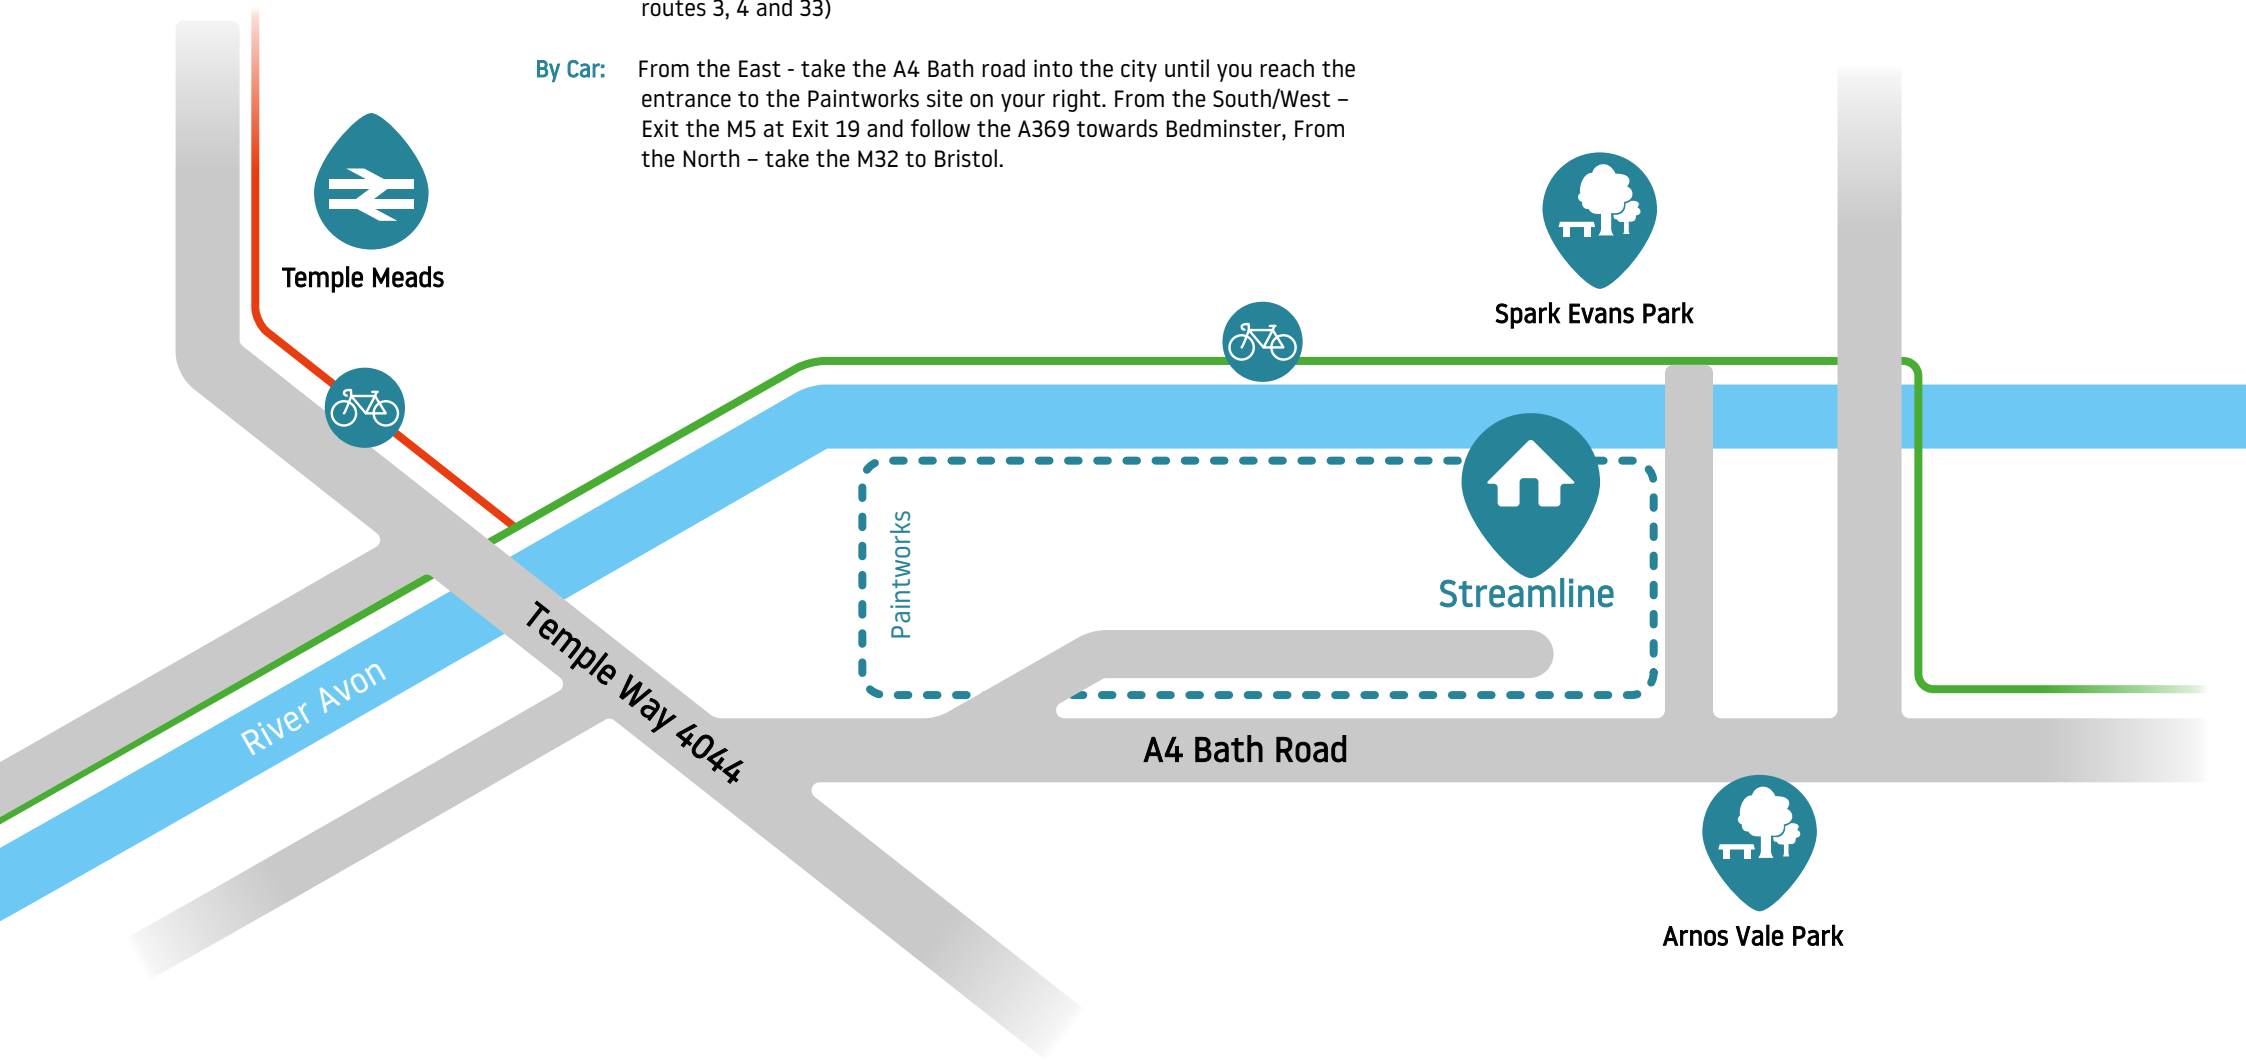 routes 3, 4 and 33)
By Car: From the East - take the A4 Bath road into the city until you reach the
entrance to the Paintworks site on your right. From the South/West –
Exit the M5 at Exit 19 and follow the A369 towards Bedminster, From
the North – take the M32 to Bristol.
Temple Meads
Spark Evans Park
Paintworks
Streamline
River Avon
Temple Way 4044
A4 Bath Road
Arnos Vale Park